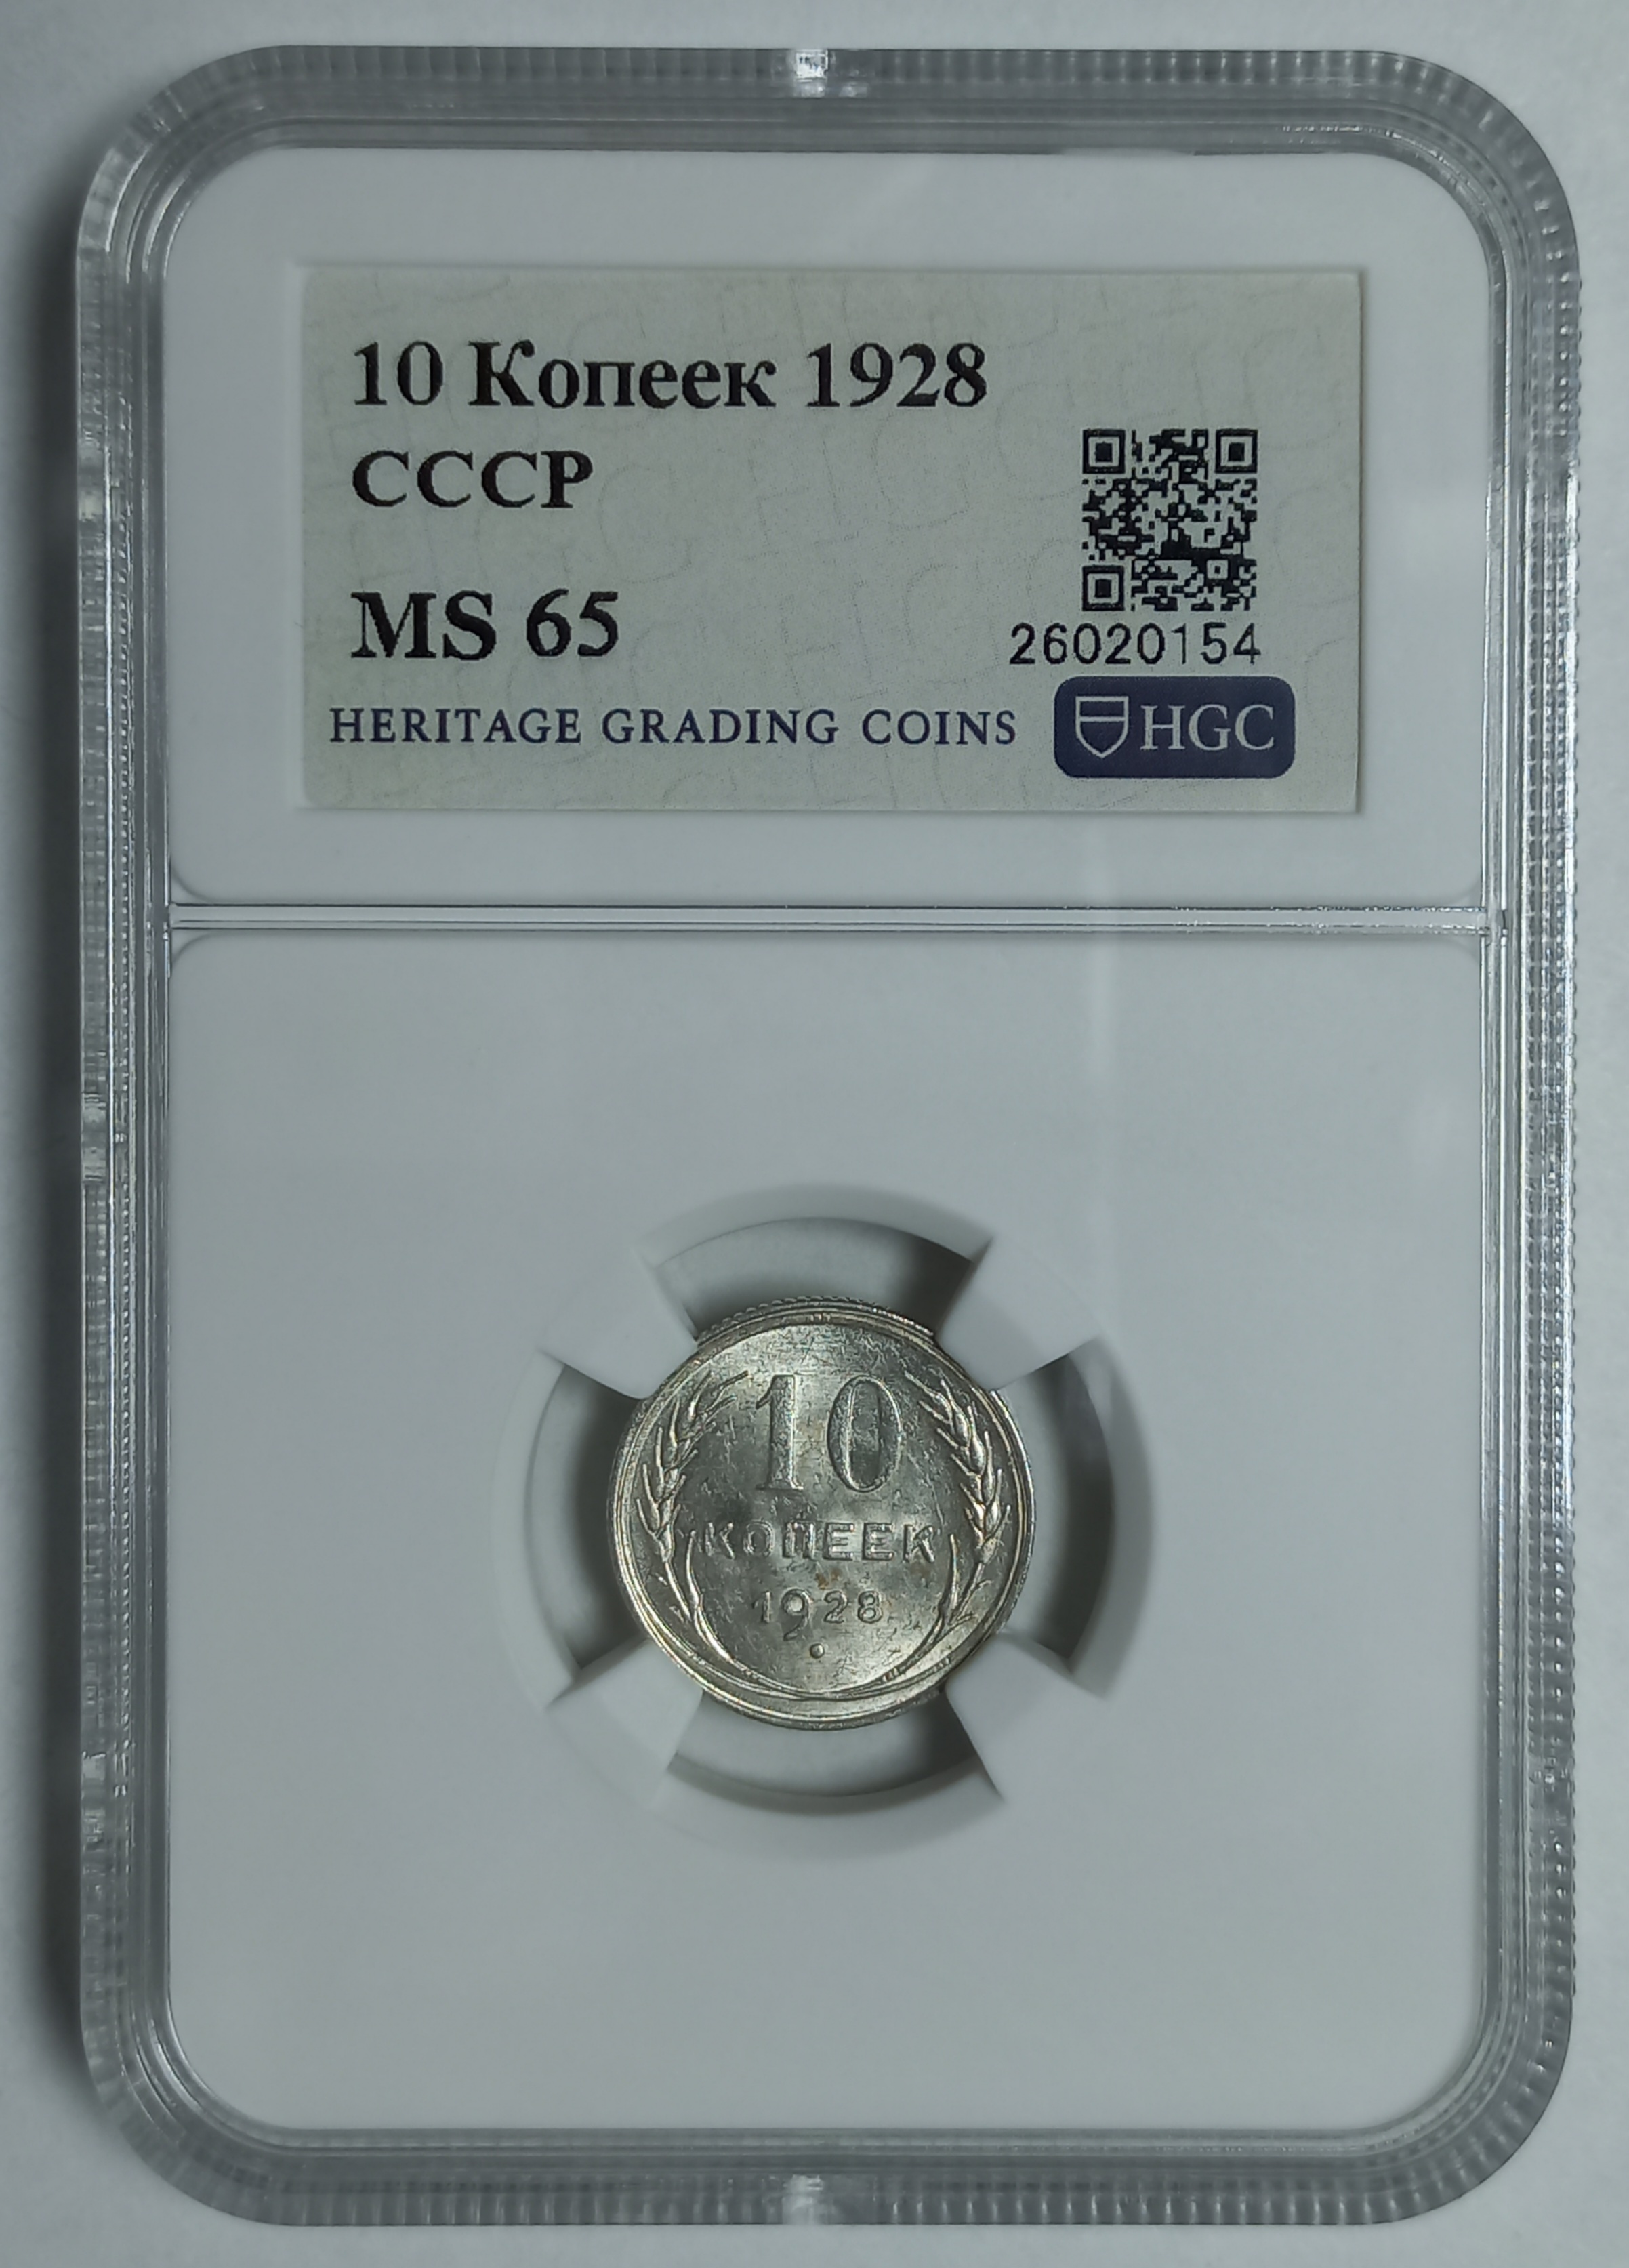 10 Копеек 1928
СССР
MS 65
26020154
HERITAGE GRADING COINS
HGC
10
КОПЕЕК
1928